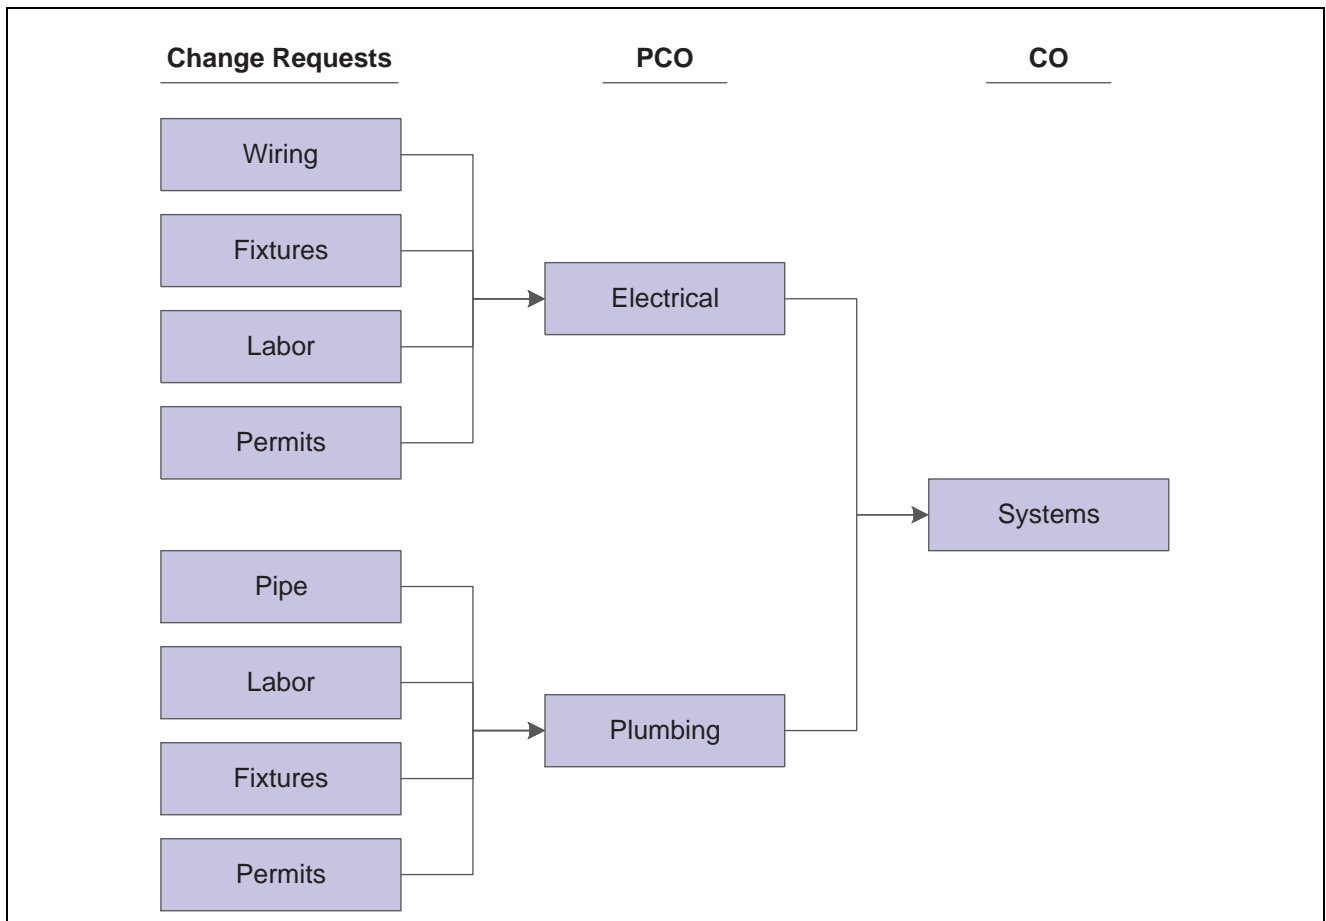 Change Requests
PCO
CO
Wiring
Fixtures
Labor
Permits
Electrical
Systems
Pipe
Labor
Fixtures
Permits
Plumbing